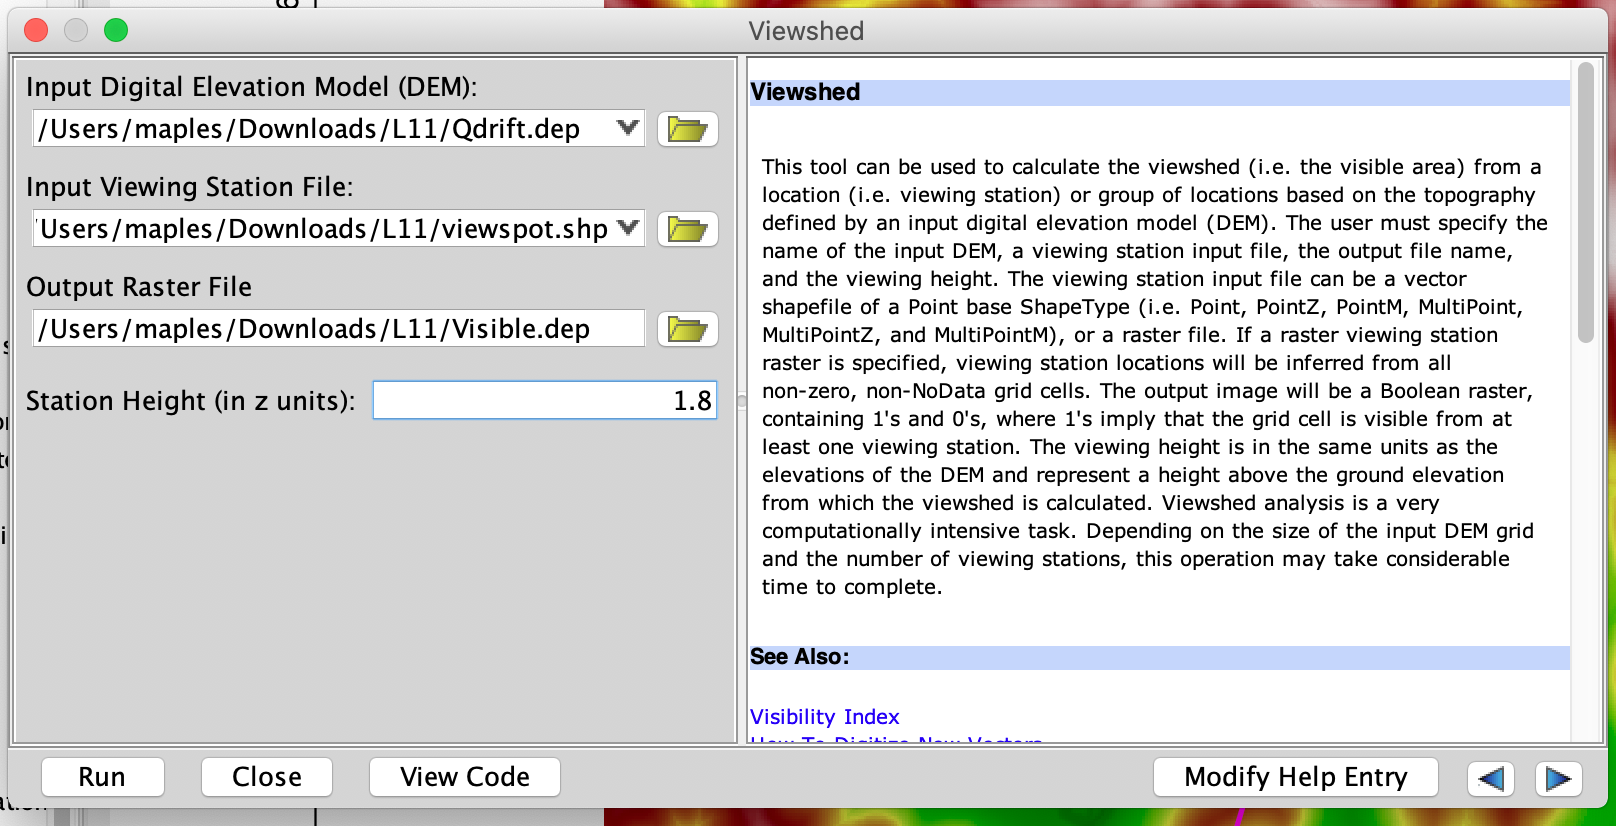 Viewshed
Input Digital Elevation Model (DEM):
/Users/maples/Downloads/L11/Qdrift.dep
Input Viewing Station File:
Users/maples/Downloads/L11/viewspot.shp
Output Raster File
/Users/maples/Downloads/L11/Visible.dep
Station Height (in z units):
1.8
Viewshed
This tool can be used to calculate the viewshed (i.e. the visible area) from a
location (i.e. viewing station) or group of locations based on the topography
defined by an input digital elevation model (DEM). The user must specify the
name of the input DEM, a viewing station input file, the output file name,
and the viewing height. The viewing station input file can be a vector
shapefile of a Point base ShapeType (i.e. Point, PointZ, PointM, MultiPoint,
MultiPointZ, and MultiPointM), or a raster file. If a raster viewing station
raster is specified, viewing station locations will be inferred from all
non-zero, non-NoData grid cells. The output image will be a Boolean raster,
containing 1's and 0's, where 1's imply that the grid cell is visible from at
least one viewing station. The viewing height is in the same units as the
elevations of the DEM and represent a height above the ground elevation
from which the viewshed is calculated. Viewshed analysis is a very
computationally intensive task. Depending on the size of the input DEM grid
and the number of viewing stations, this operation may take considerable
time to complete.
See Also:
Visibility Index
How To Digitize New Vectors
Run
Close
View Code
Modify Help Entry